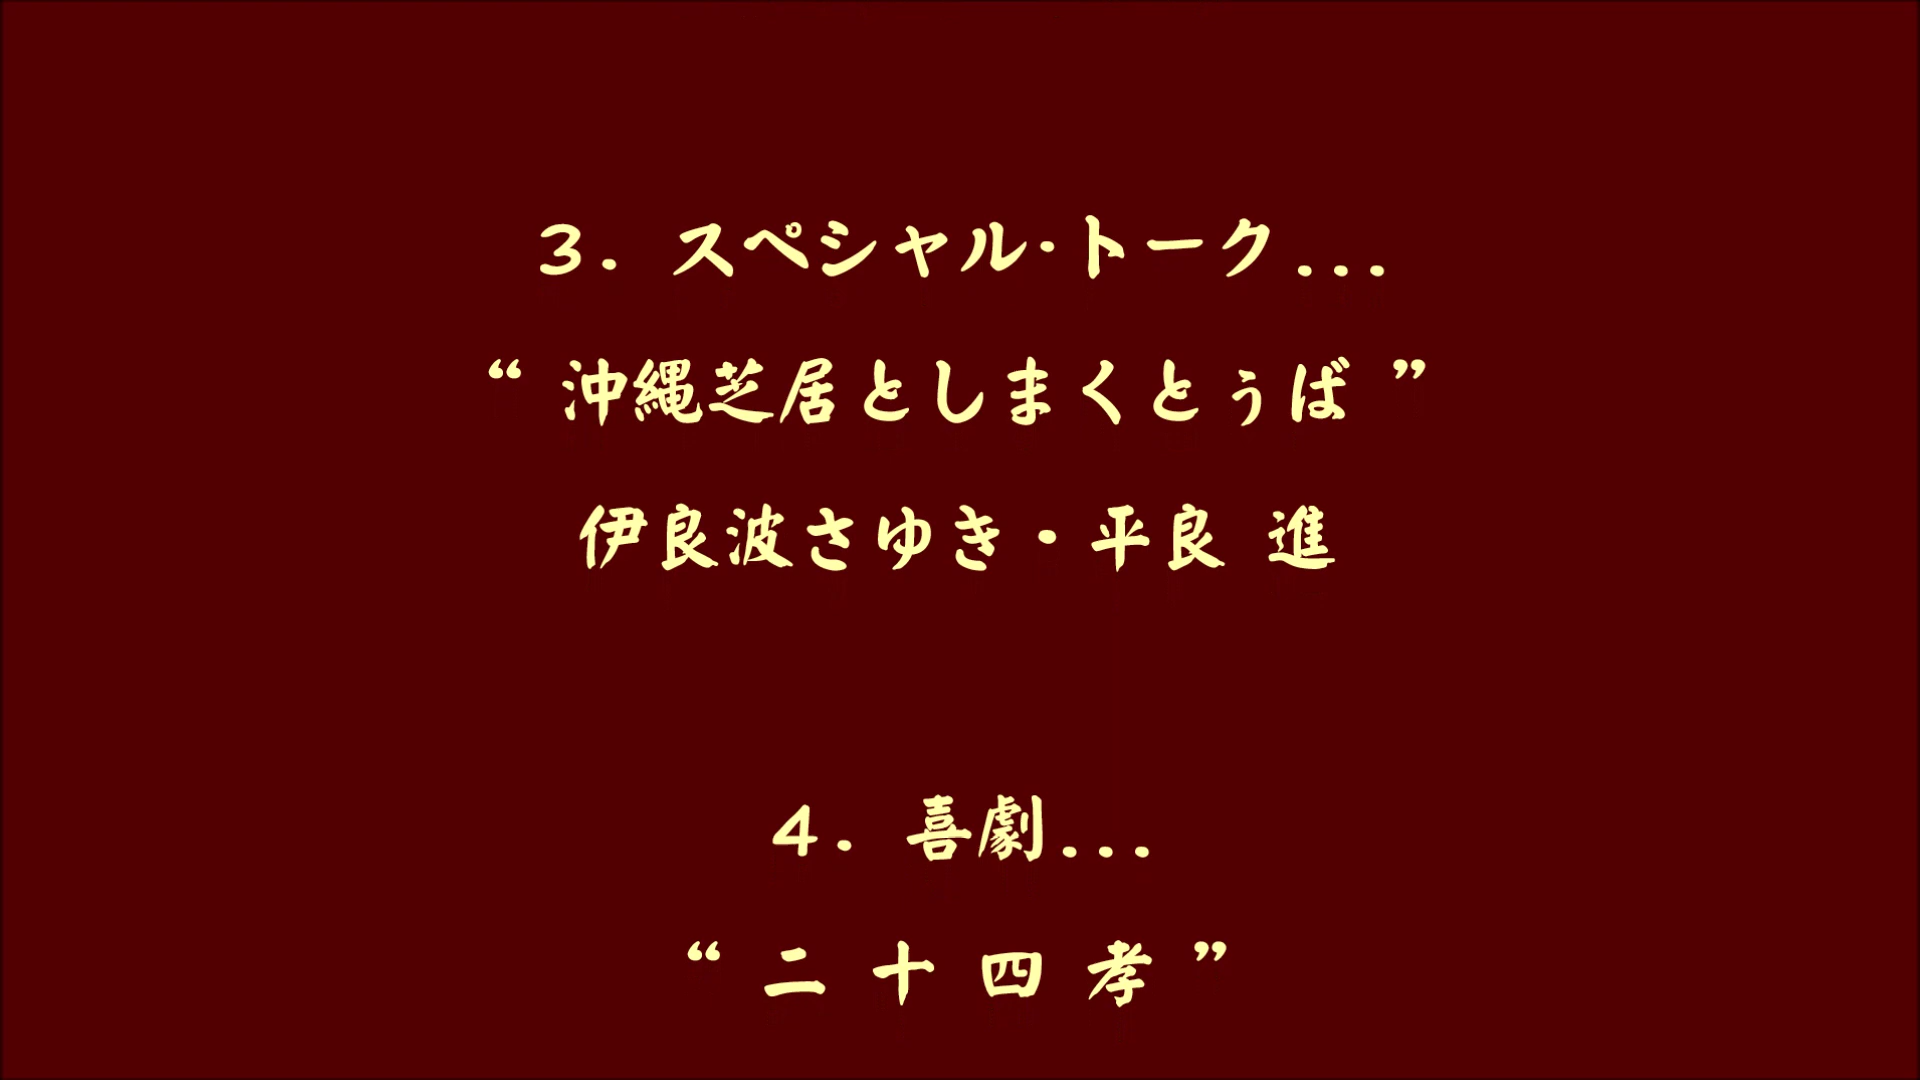 ３．スペシャル･トーク...
“ 沖縄芝居としまくとぅば ”
伊良波さゆき・平良 進
４．喜劇...
“ 二 十 四 孝 ”